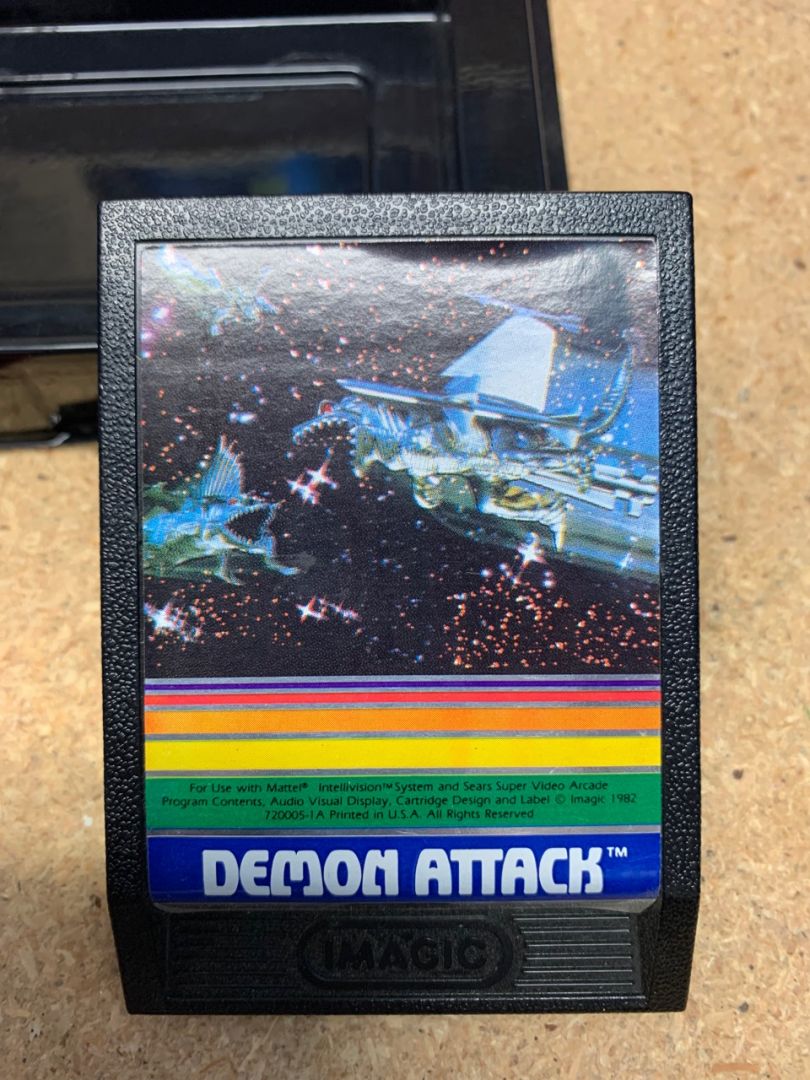 For Use with Mattel® Intellivision™ System and Sears Super Video Arcade
Program Contents, Audio Visual Display, Cartridge Design and Label © Imagic 1982
720005-1A Printed in U.S.A. All Rights Reserved
DEMON ATTACK™
IMAGIC